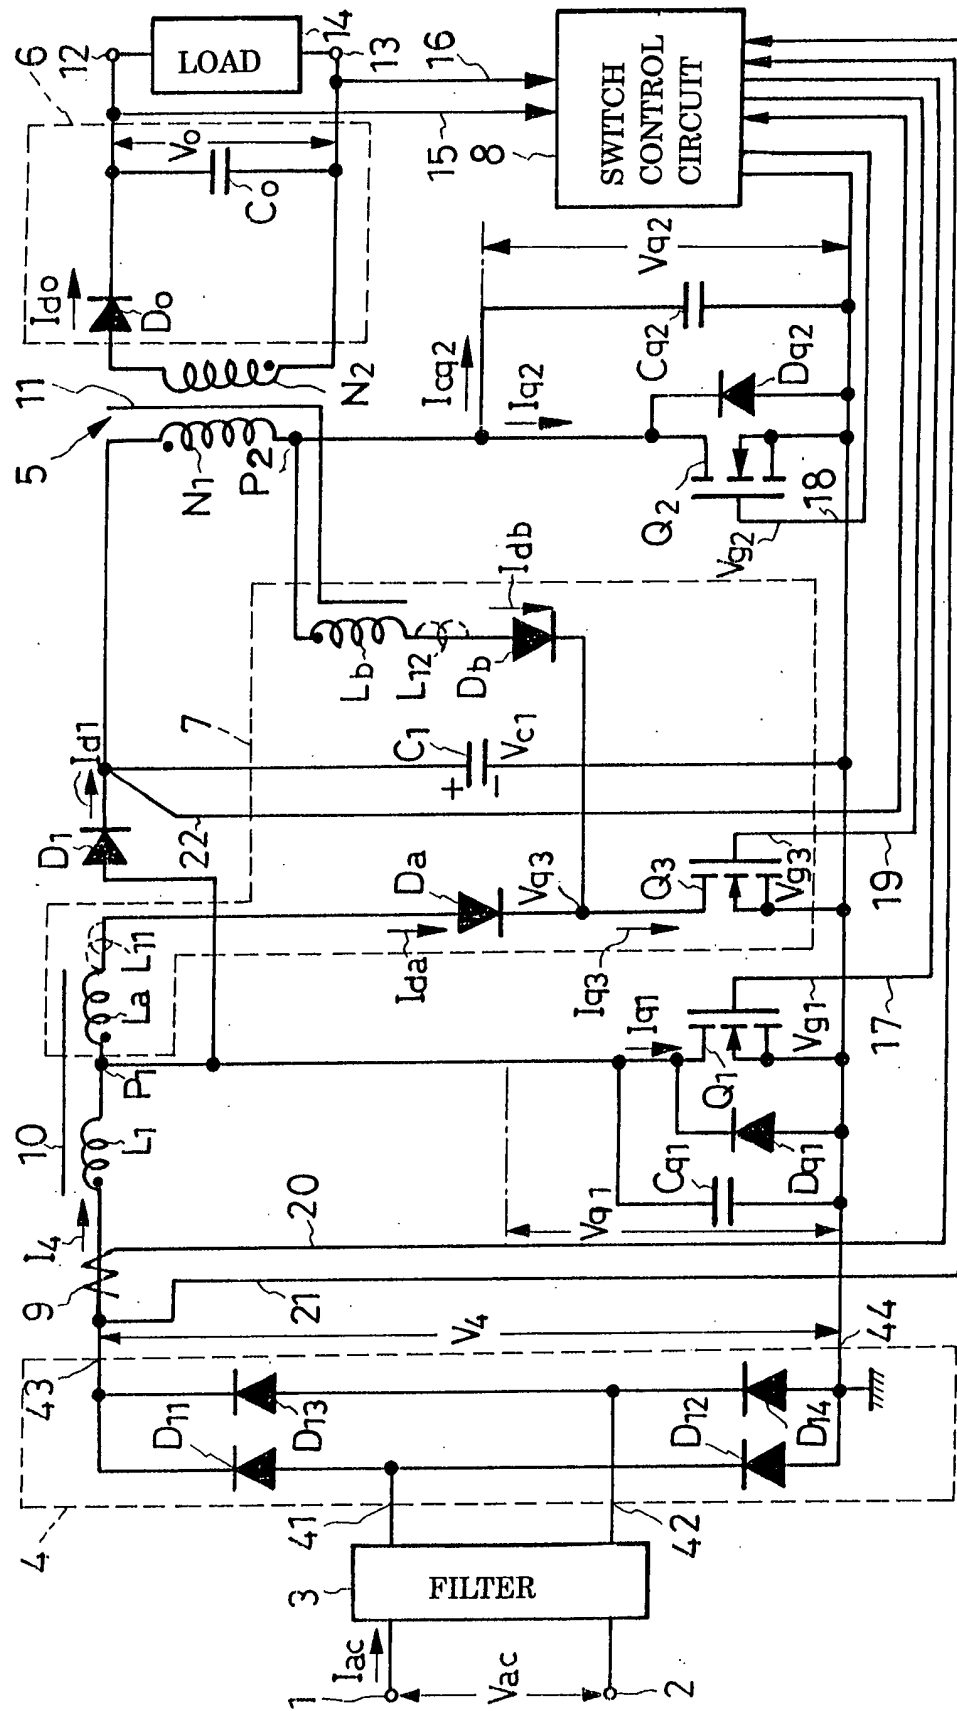 1
2
Iac
Vac
3
FILTER
4
41
42
43
44
D11
D13
D12
D14
V4
9
I4
21
20
10
L1
P1
La
L11
Vq1
Cq1
Dq1
Q1
Iq1
Vg1
17
D1
Id1
22
7
Ida
Da
Vq3
Iq3
Q3
Vg3
19
C1
+
−
Vc1
Lb
L12
Db
Idb
5
11
N1
P2
N2
Icq2
Iq2
Q2
Vg2
18
Dq2
Cq2
Vq2
Ido
Do
6
Vo
Co
12
LOAD
14
13
15
16
8
SWITCH
CONTROL
CIRCUIT